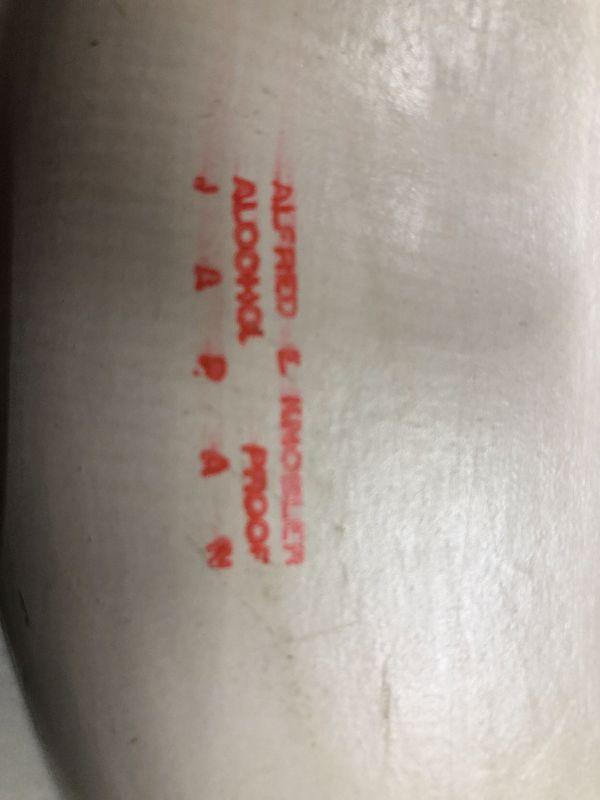 ALFRED E KNOBLER
ALCOHOL PROOF
J A P A N